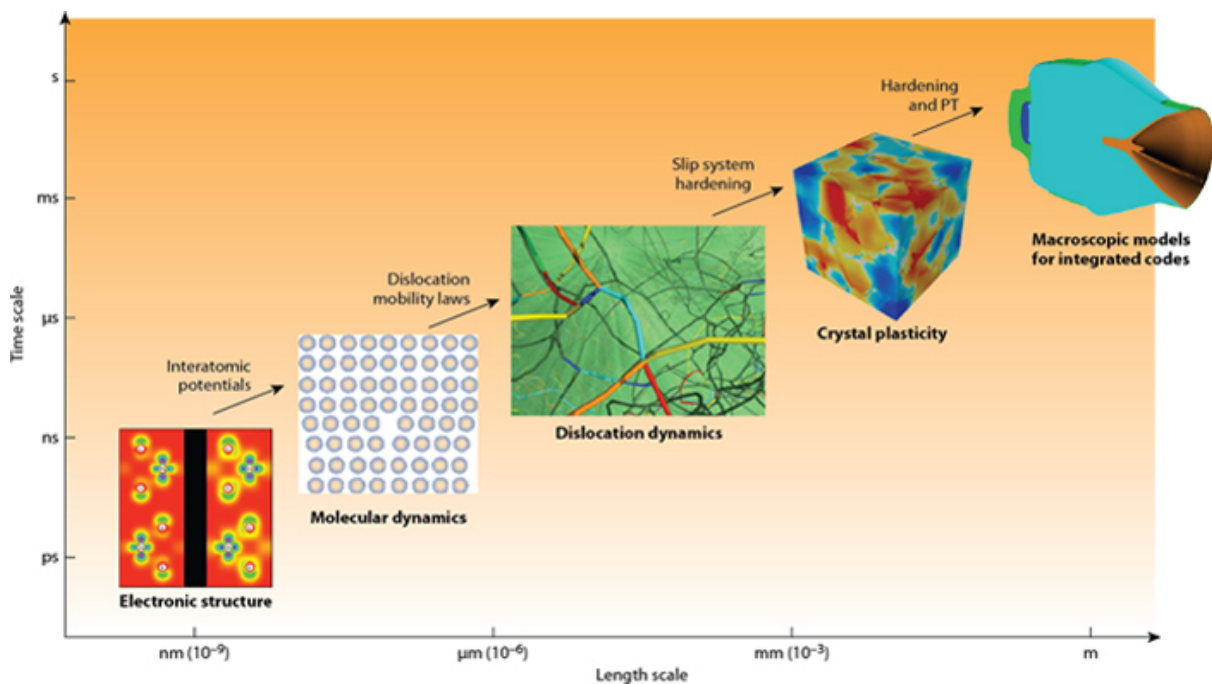 s
ms
μs
ns
ps
Time scale
Hardening
and PT
Slip system
hardening
Dislocation
mobility laws
Interatomic
potentials
Macroscopic models
for integrated codes
Crystal plasticity
Dislocation dynamics
Molecular dynamics
Electronic structure
nm (10⁻⁹)
μm (10⁻⁶)
mm (10⁻³)
m
Length scale